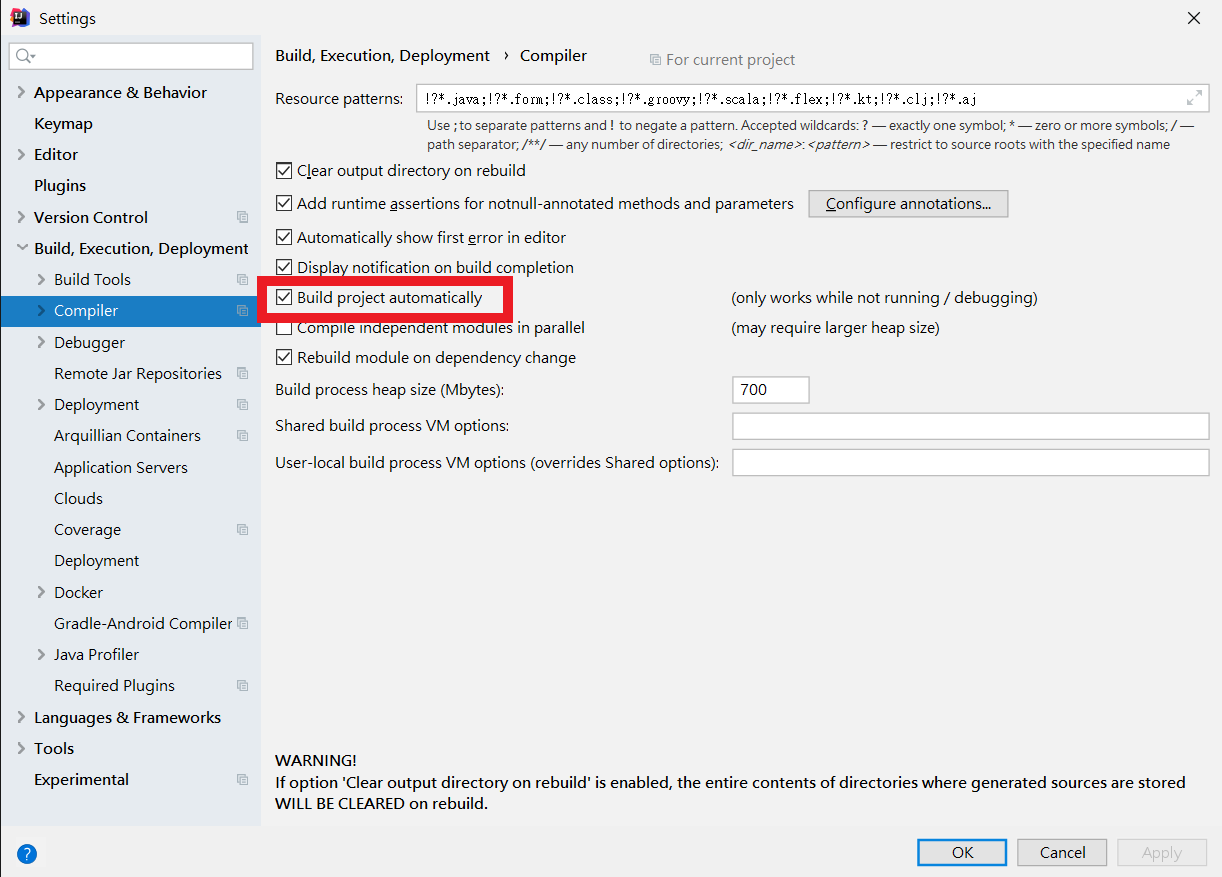 Settings
Appearance & Behavior
Keymap
Editor
Plugins
Version Control
Build, Execution, Deployment
Build Tools
Compiler
Debugger
Remote Jar Repositories
Deployment
Arquillian Containers
Application Servers
Clouds
Coverage
Deployment
Docker
Gradle-Android Compiler
Java Profiler
Required Plugins
Languages & Frameworks
Tools
Experimental
Build, Execution, Deployment › Compiler For current project
Resource patterns: !?*.java;!?*.form;!?*.class;!?*.groovy;!?*.scala;!?*.flex;!?*.kt;!?*.clj;!?*.aj
Use ; to separate patterns and ! to negate a pattern. Accepted wildcards: ? — exactly one symbol; * — zero or more symbols; / —
path separator; /**/ — any number of directories; <dir_name>:<pattern> — restrict to source roots with the specified name
Clear output directory on rebuild
Add runtime assertions for notnull-annotated methods and parameters Configure annotations...
Automatically show first error in editor
Display notification on build completion
Build project automatically (only works while not running / debugging)
Compile independent modules in parallel (may require larger heap size)
Rebuild module on dependency change
Build process heap size (Mbytes): 700
Shared build process VM options:
User-local build process VM options (overrides Shared options):
WARNING!
If option 'Clear output directory on rebuild' is enabled, the entire contents of directories where generated sources are stored
WILL BE CLEARED on rebuild.
? OK Cancel Apply